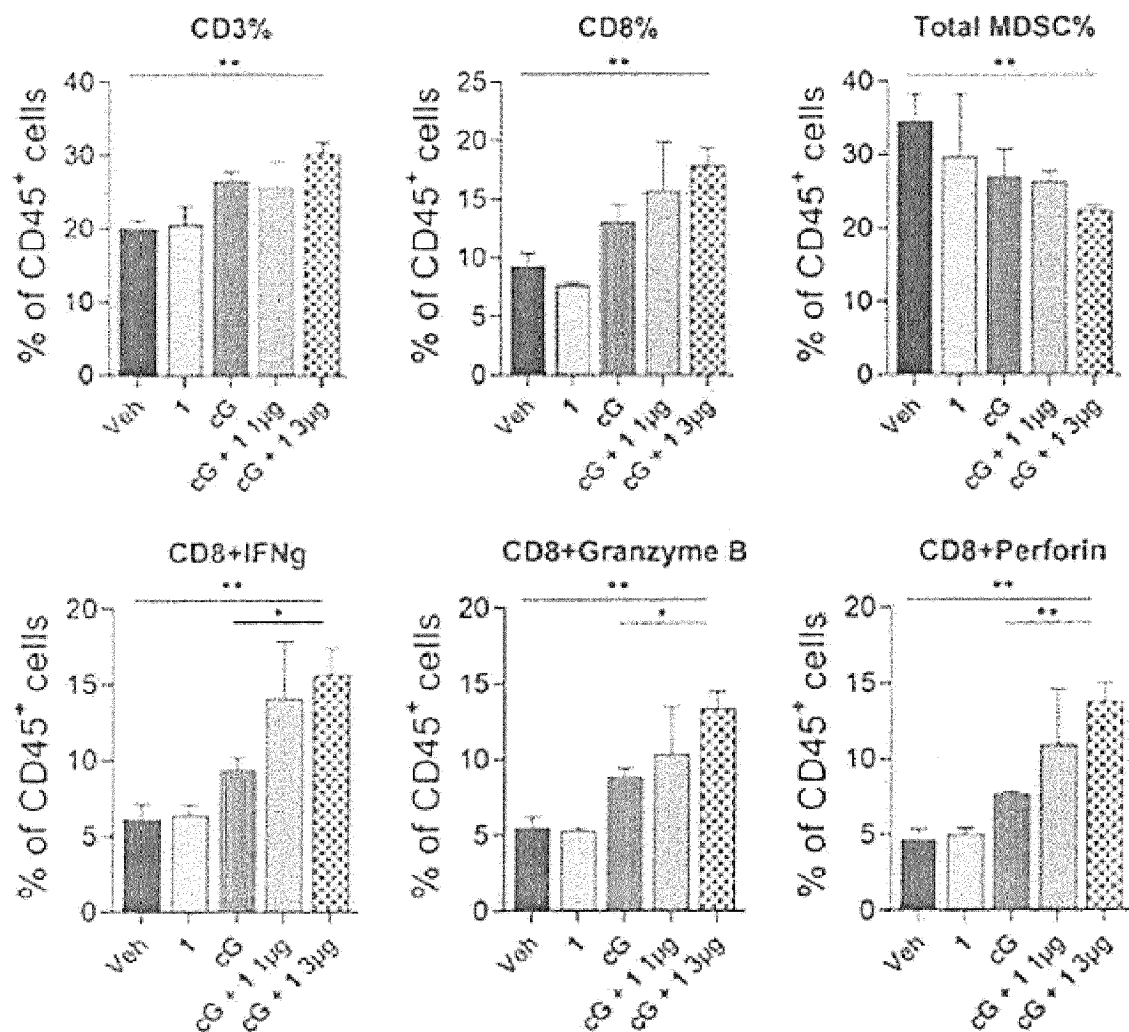 CD3%
**
% of CD45+ cells
40
30
20
10
0
Veh
1
cG
cG + 1 1µg
cG + 1 3µg
CD8%
**
% of CD45+ cells
25
20
15
10
5
0
Veh
1
cG
cG + 1 1µg
cG + 1 3µg
Total MDSC%
**
% of CD45+ cells
40
30
20
10
0
Veh
1
cG
cG + 1 1µg
cG + 1 3µg
CD8+IFNg
**
*
% of CD45+ cells
20
15
10
5
0
Veh
1
cG
cG + 1 1µg
cG + 1 3µg
CD8+Granzyme B
**
*
% of CD45+ cells
20
15
10
5
0
Veh
1
cG
cG + 1 1µg
cG + 1 3µg
CD8+Perforin
**
**
% of CD45+ cells
20
15
10
5
0
Veh
1
cG
cG + 1 1µg
cG + 1 3µg